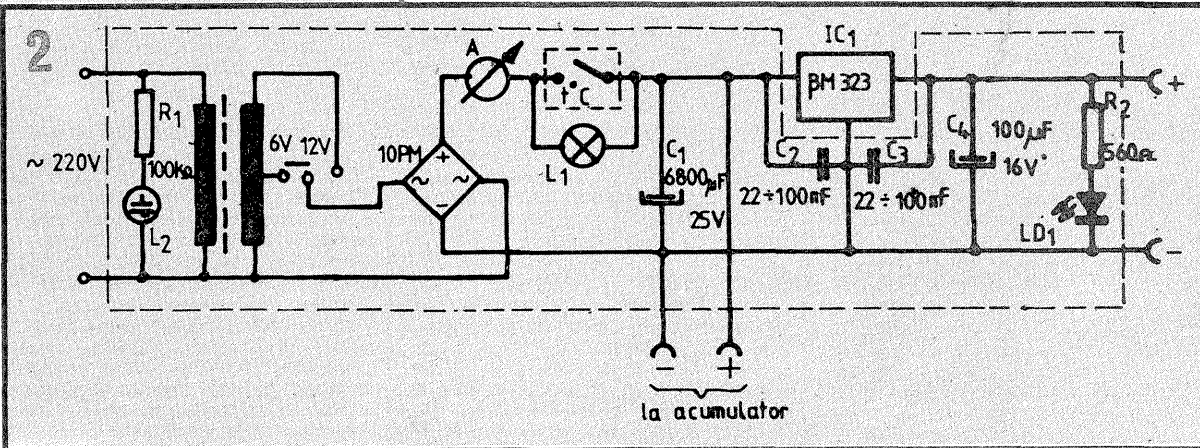 2
~ 220V
R1
100kΩ
L2
6V 12V
10PM
+
~ ~
−
A
t°C
L1
C1
6800µF
25V
IC1
βM 323
C2
22÷100nF
C3
22÷100nF
C4
100µF
16V
R2
560Ω
LD1
+
−
− +
la acumulator